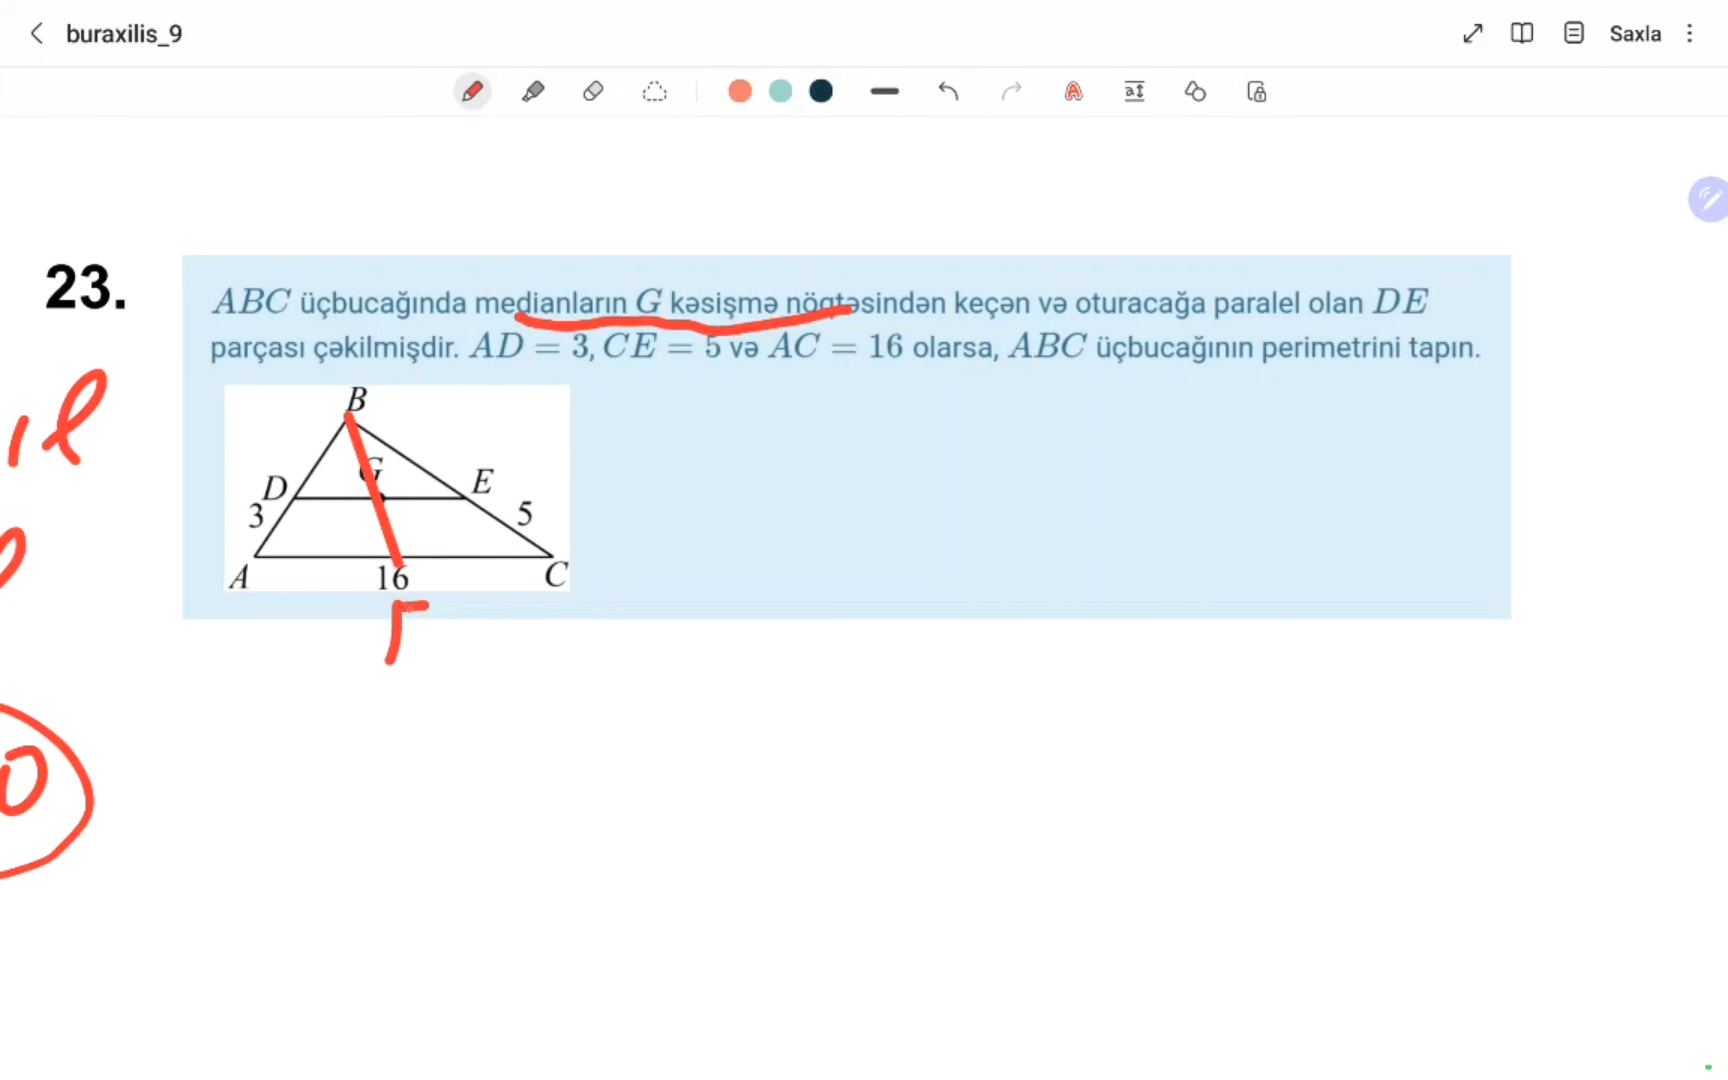 buraxilis_9
Saxla
23.
ABC üçbucağında medianların G kəsişmə nöqtəsindən keçən və oturacağa paralel olan DE
parçası çəkilmişdir. AD = 3, CE = 5 və AC = 16 olarsa, ABC üçbucağının perimetrini tapın.
B
G
D
E
3
5
A
16
C